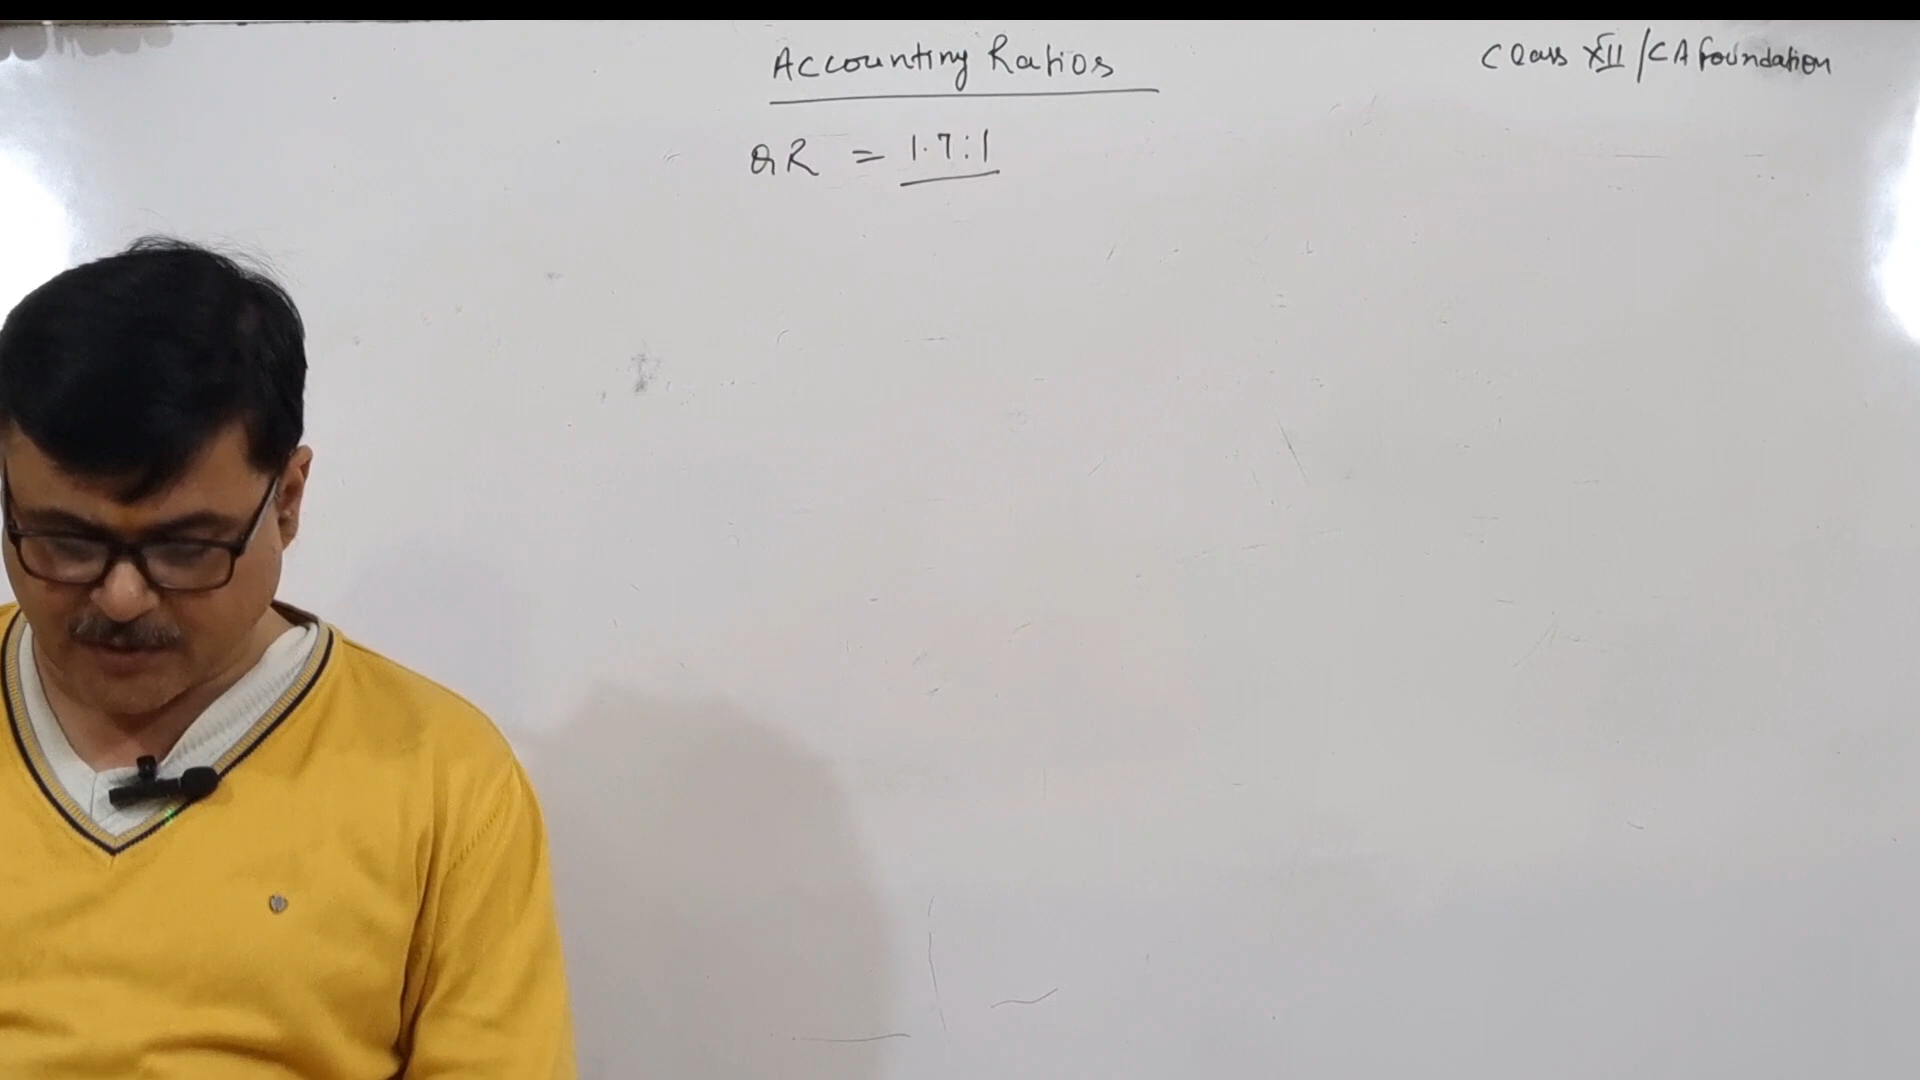 Accounting Ratios
Class XII / CA Foundation
QR = 1.7:1